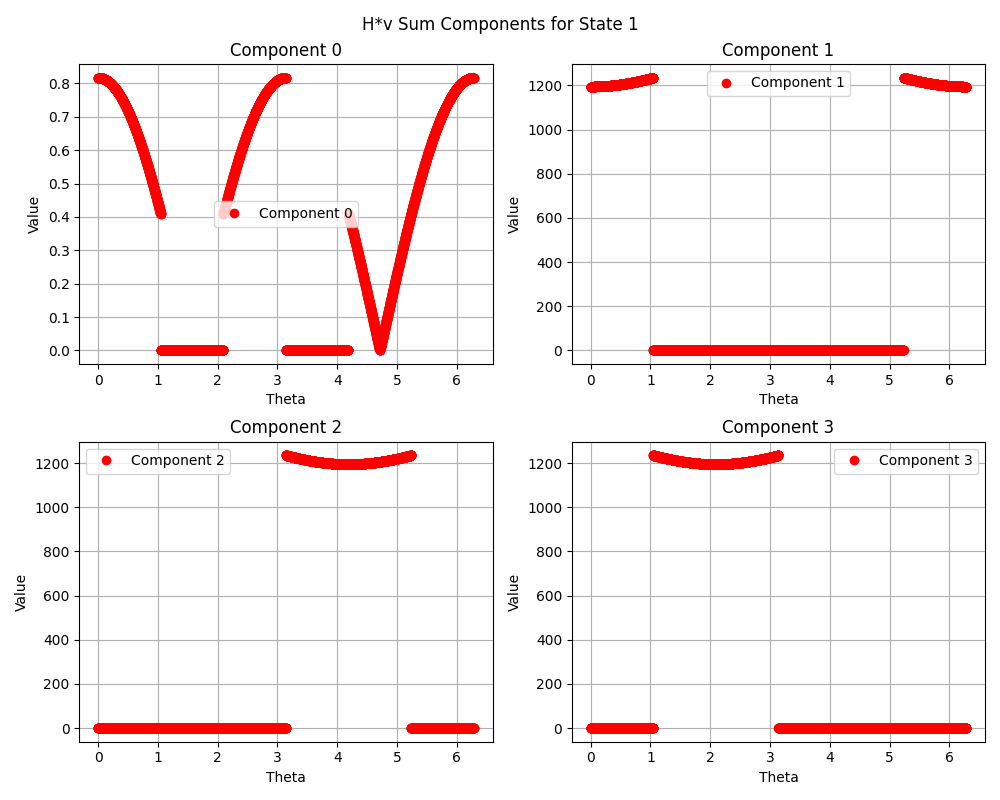 H*v Sum Components for State 1
Component 0
Value
0.8
0.7
0.6
0.5
0.4
0.3
0.2
0.1
0.0
Component 0
0 1 2 3 4 5 6
Theta
Component 1
Value
1200
1000
800
600
400
200
0
Component 1
0 1 2 3 4 5 6
Theta
Component 2
Value
1200
1000
800
600
400
200
0
Component 2
0 1 2 3 4 5 6
Theta
Component 3
Value
1200
1000
800
600
400
200
0
Component 3
0 1 2 3 4 5 6
Theta